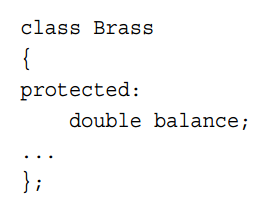 class Brass
{
protected:
    double balance;
...
};